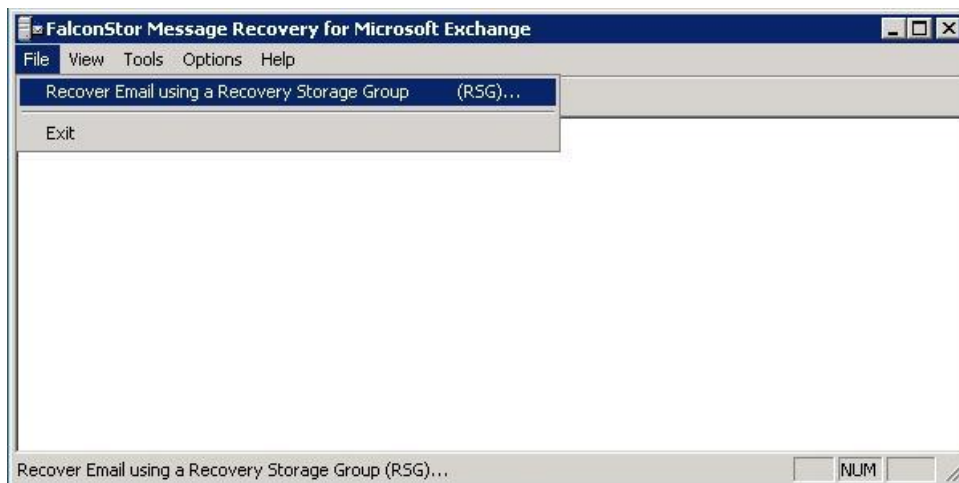 FalconStor Message Recovery for Microsoft Exchange
File View Tools Options Help
Recover Email using a Recovery Storage Group (RSG)...
Exit
Recover Email using a Recovery Storage Group (RSG)...
NUM